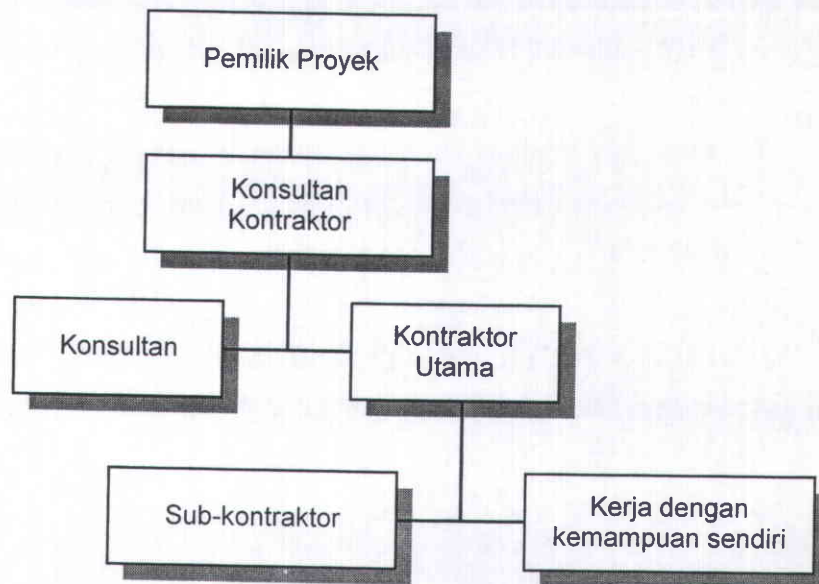 Pemilik Proyek
Konsultan
Kontraktor
Konsultan
Kontraktor
Utama
Sub-kontraktor
Kerja dengan
kemampuan sendiri